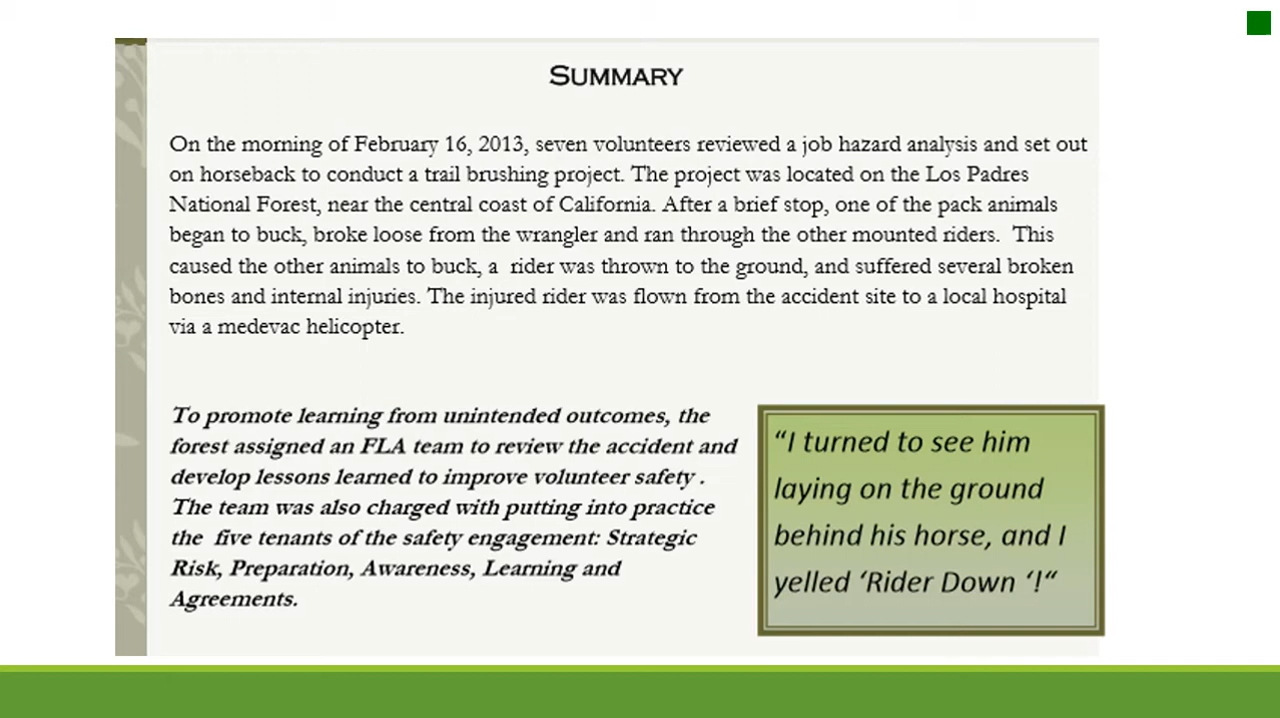 SUMMARY
On the morning of February 16, 2013, seven volunteers reviewed a job hazard analysis and set out
on horseback to conduct a trail brushing project. The project was located on the Los Padres
National Forest, near the central coast of California. After a brief stop, one of the pack animals
began to buck, broke loose from the wrangler and ran through the other mounted riders. This
caused the other animals to buck, a rider was thrown to the ground, and suffered several broken
bones and internal injuries. The injured rider was flown from the accident site to a local hospital
via a medevac helicopter.
To promote learning from unintended outcomes, the
forest assigned an FLA team to review the accident and
develop lessons learned to improve volunteer safety .
The team was also charged with putting into practice
the five tenants of the safety engagement: Strategic
Risk, Preparation, Awareness, Learning and
Agreements.
“I turned to see him
laying on the ground
behind his horse, and I
yelled ‘Rider Down ‘!“